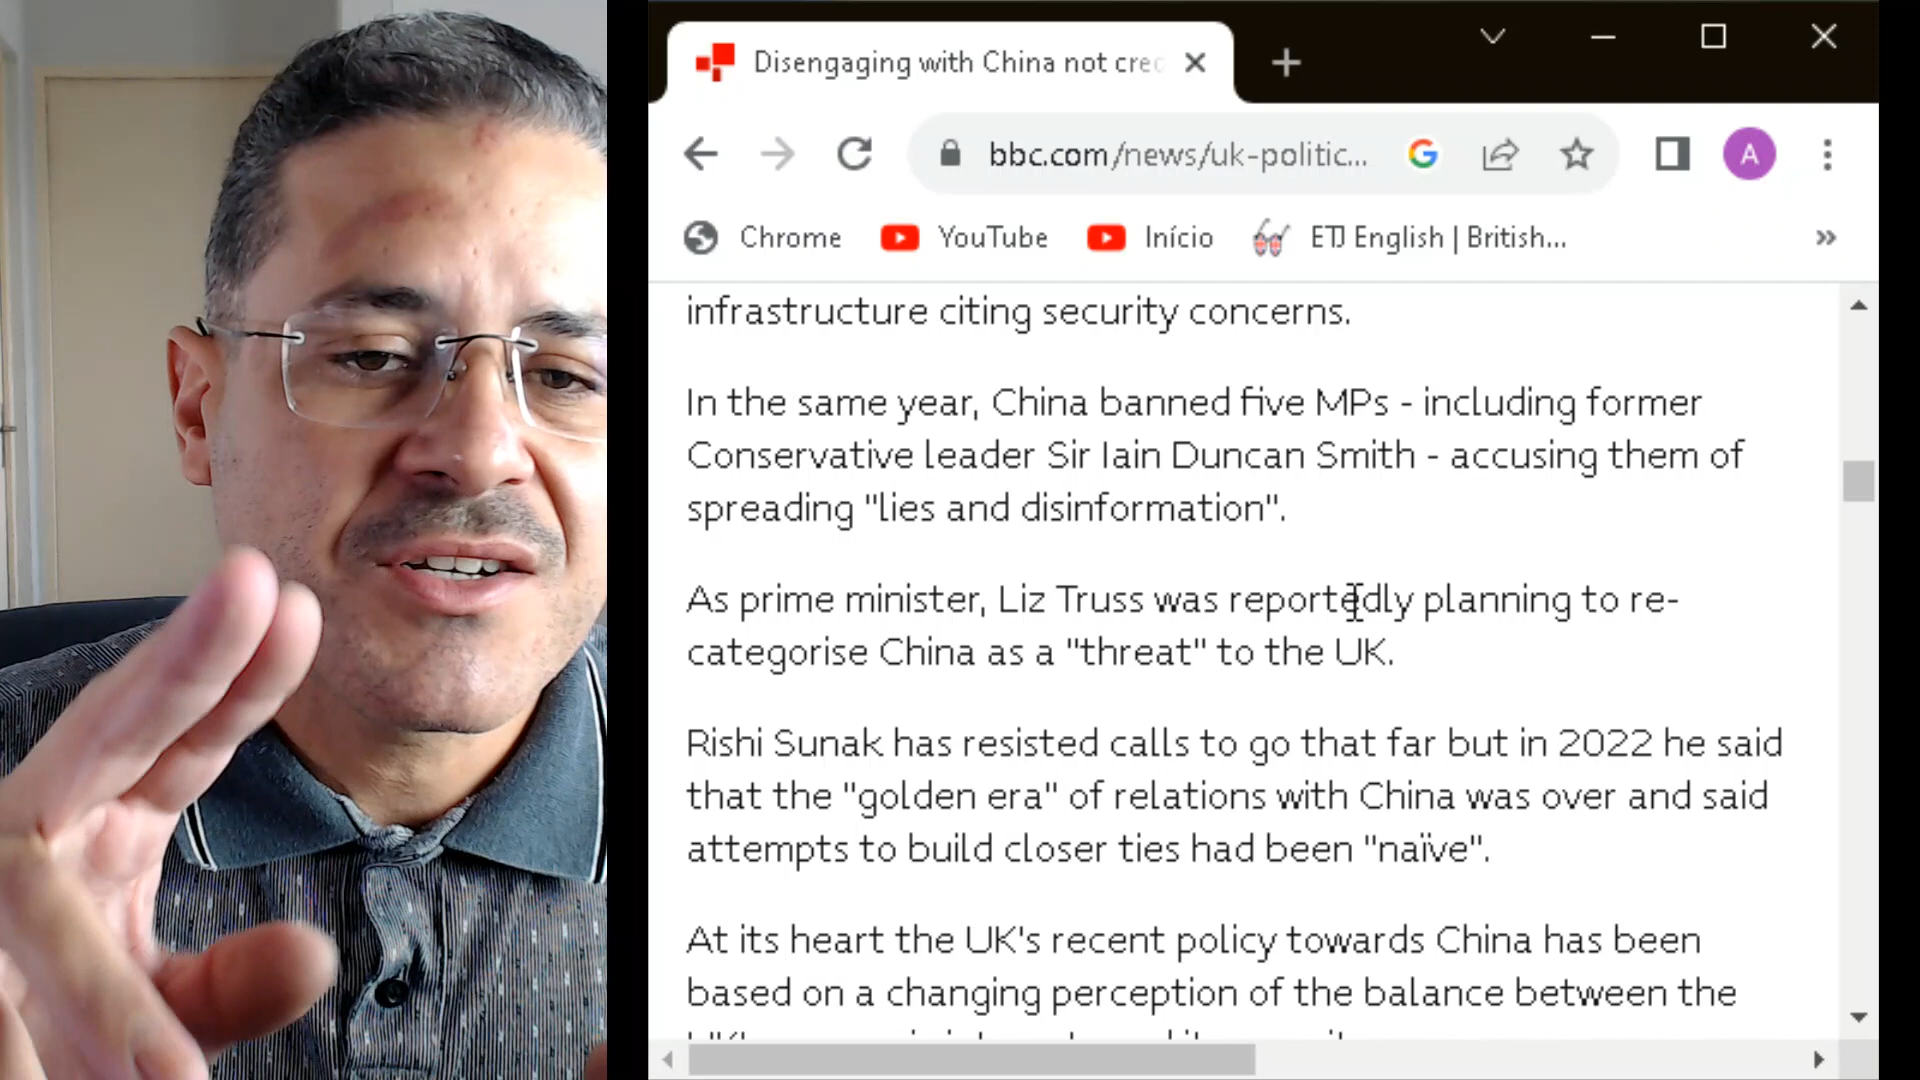 Disengaging with China not cred
bbc.com/news/uk-politic...
A
Chrome
YouTube
Início
ETJ English | British...
infrastructure citing security concerns.
In the same year, China banned five MPs - including former
Conservative leader Sir Iain Duncan Smith - accusing them of
spreading "lies and disinformation".
As prime minister, Liz Truss was reportedly planning to re-
categorise China as a "threat" to the UK.
Rishi Sunak has resisted calls to go that far but in 2022 he said
that the "golden era" of relations with China was over and said
attempts to build closer ties had been "naïve".
At its heart the UK's recent policy towards China has been
based on a changing perception of the balance between the